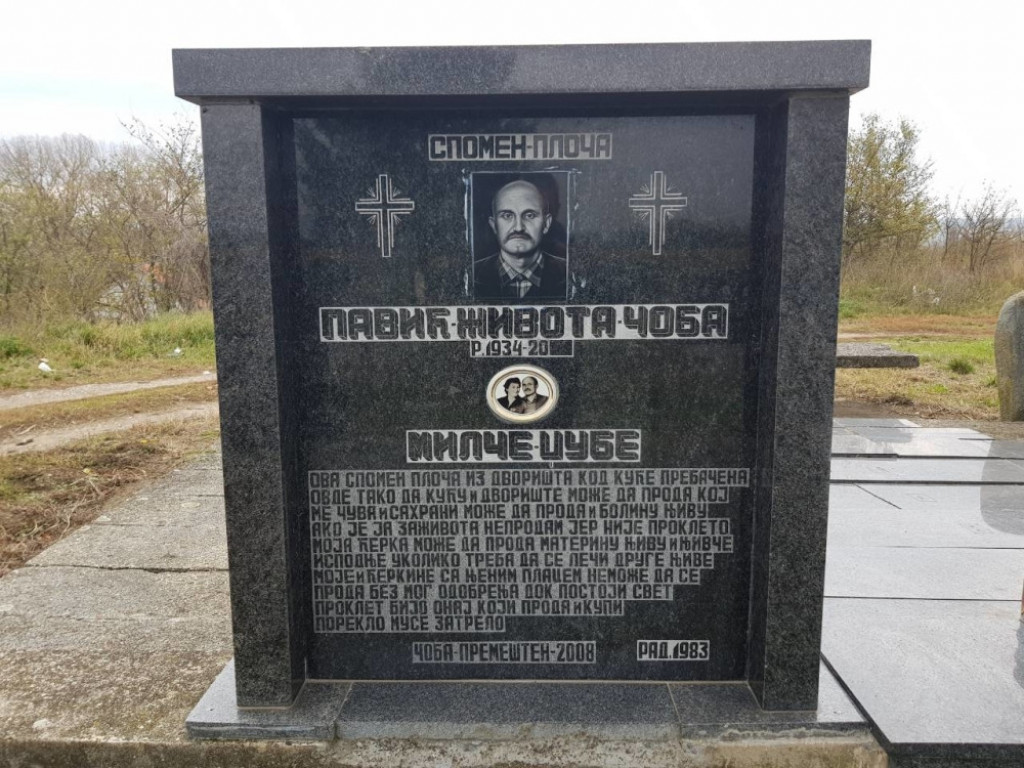 СПОМЕН-ПЛОЧА
ПАВИЋ-ЖИВОТА-ЧОБА
Р.1934-20
МИЛЧЕ-ЦУБЕ
ОВА СПОМЕН ПЛОЧА ИЗ ДВОРИШТА КОД КУЋЕ ПРЕБАЧЕНА
ОВДЕ ТАКО ДА КУЋУ И ДВОРИШТЕ МОЖЕ ДА ПРОДА КОЈ
МЕ ЧУВА И САХРАНИ МОЖЕ ДА ПРОДА И БОЛИНУ ЊИВУ
АКО ЈЕ ЈА ЗАЖИВОТА НЕПРОДАМ ЈЕР НИЈЕ ПРОКЛЕТО
МОЈА ЋЕРКА МОЖЕ ДА ПРОДА МАТЕРИНУ ЊИВУ И ЊИВЧЕ
ИСПОДЊЕ УКОЛИКО ТРЕБА ДА СЕ ЛЕЧИ ДРУГЕ ЊИВЕ
МОЈЕ И ЋЕРКИНЕ СА ЊЕНИМ ПЛАЦЕМ НЕМОЖЕ ДА СЕ
ПРОДА БЕЗ МОГ ОДОБРЕЊА ДОК ПОСТОЈИ СВЕТ
ПРОКЛЕТ БИЈО ОНАЈ КОЈИ ПРОДА И КУПИ
ПОРЕКЛО МУСЕ ЗАТРЕЛО
ЧОБА-ПРЕМЕШТЕН-2008
РАД.1983